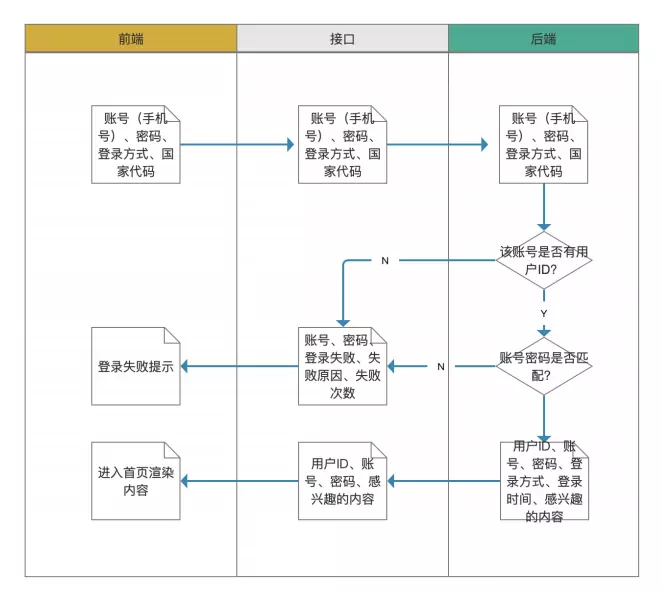 前端
接口
后端
账号（手机
号）、密码、
登录方式、国
家代码
账号（手机
号）、密码、
登录方式、国
家代码
账号（手机
号）、密码、
登录方式、国
家代码
该账号是否有用
户ID?
N
Y
登录失败提示
账号、密码、
登录失败、失
败原因、失败
次数
N
账号密码是否匹
配?
进入首页渲染
内容
用户ID、账
号、密码、感
兴趣的内容
用户ID、账
号、密码、登
录方式、登录
时间、感兴趣
的内容